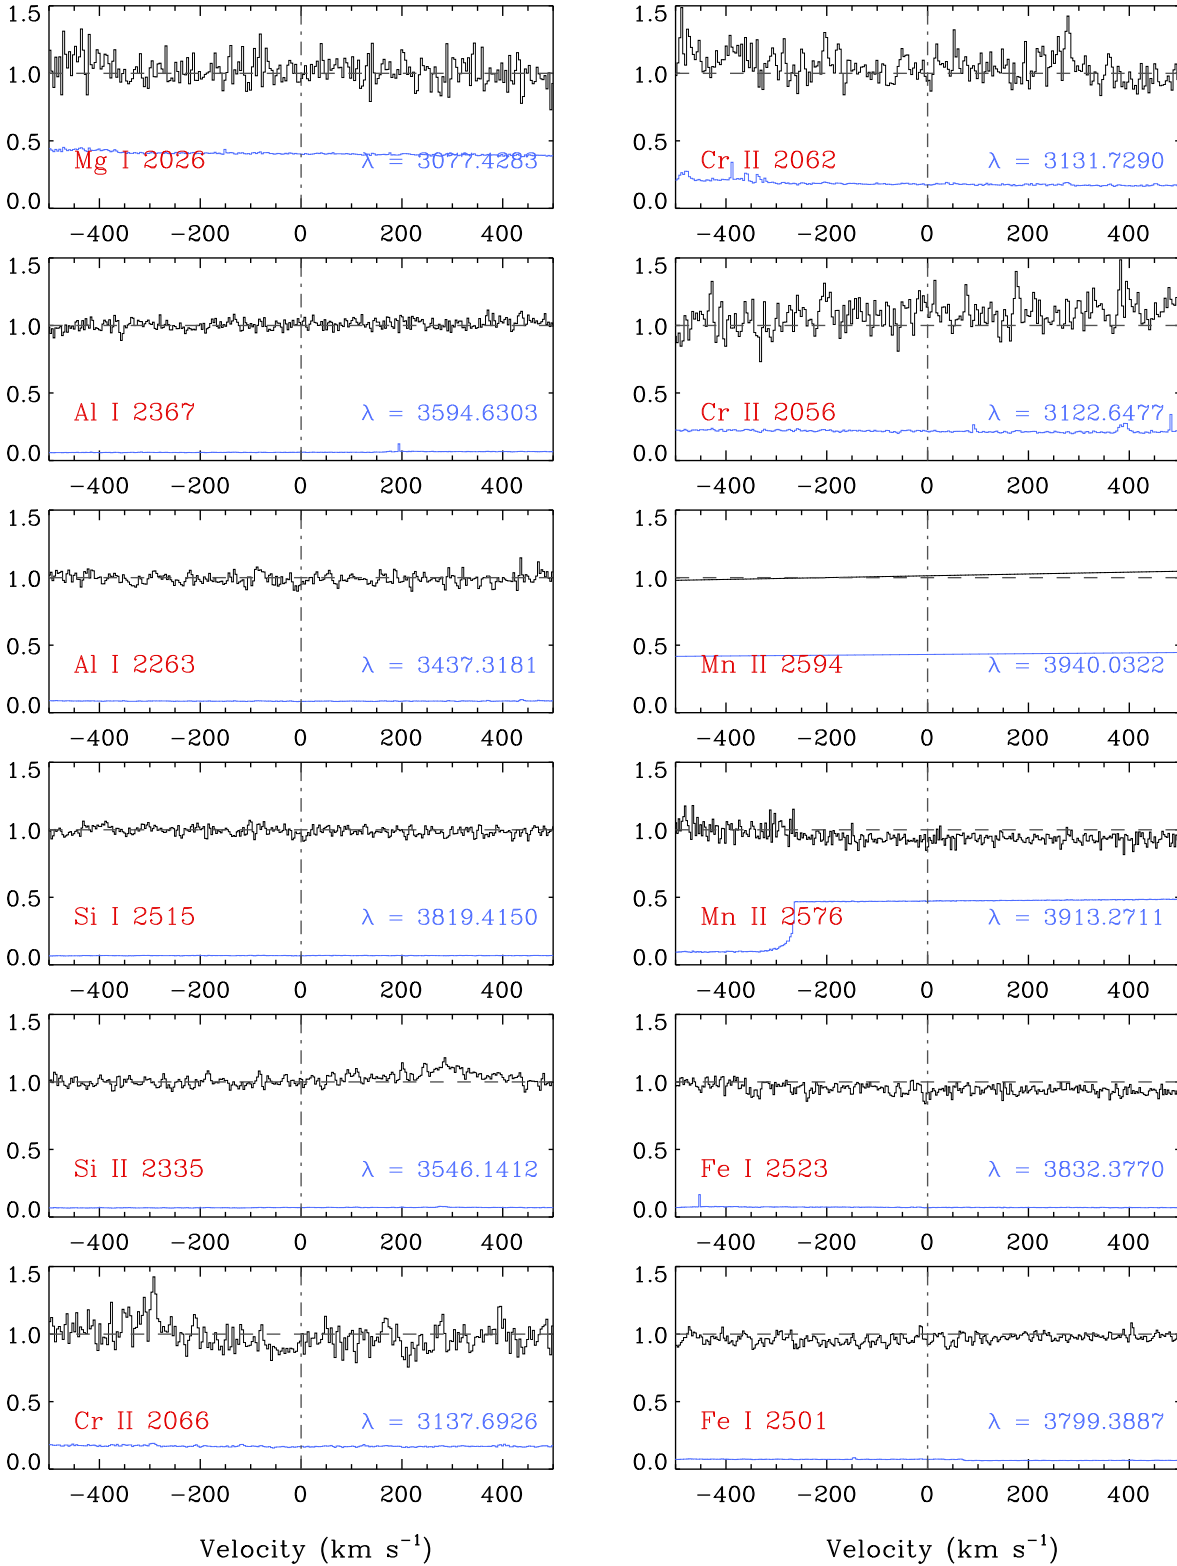 1.5
1.0
0.5
0.0
Mg I 2026
λ = 3077.4283
−400 −200 0 200 400
1.5
1.0
0.5
0.0
Cr II 2062
λ = 3131.7290
−400 −200 0 200 400
1.5
1.0
0.5
0.0
Al I 2367
λ = 3594.6303
−400 −200 0 200 400
1.5
1.0
0.5
0.0
Cr II 2056
λ = 3122.6477
−400 −200 0 200 400
1.5
1.0
0.5
0.0
Al I 2263
λ = 3437.3181
−400 −200 0 200 400
1.5
1.0
0.5
0.0
Mn II 2594
λ = 3940.0322
−400 −200 0 200 400
1.5
1.0
0.5
0.0
Si I 2515
λ = 3819.4150
−400 −200 0 200 400
1.5
1.0
0.5
0.0
Mn II 2576
λ = 3913.2711
−400 −200 0 200 400
1.5
1.0
0.5
0.0
Si II 2335
λ = 3546.1412
−400 −200 0 200 400
1.5
1.0
0.5
0.0
Fe I 2523
λ = 3832.3770
−400 −200 0 200 400
1.5
1.0
0.5
0.0
Cr II 2066
λ = 3137.6926
−400 −200 0 200 400
Velocity (km s⁻¹)
1.5
1.0
0.5
0.0
Fe I 2501
λ = 3799.3887
−400 −200 0 200 400
Velocity (km s⁻¹)